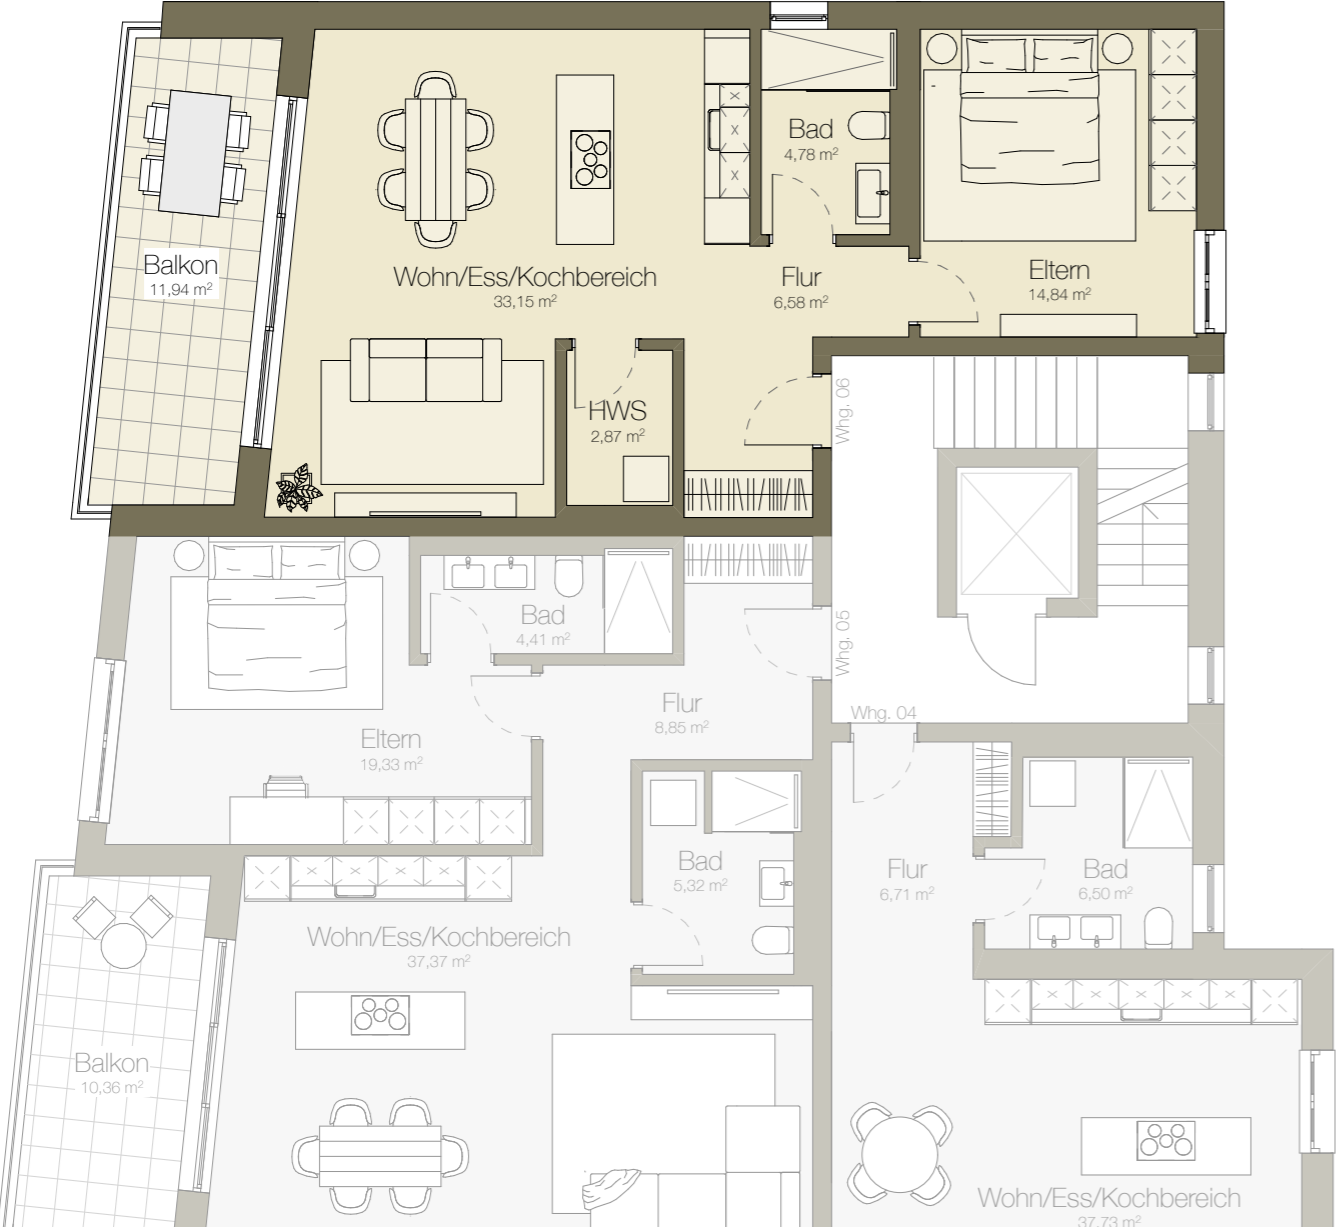 Bad
4,78 m²
Balkon
11,94 m²
Wohn/Ess/Kochbereich
33,15 m²
Flur
6,58 m²
Eltern
14,84 m²
HWS
2,87 m²
Whg. 06
Bad
4,41 m²
Whg. 05
Flur
8,85 m²
Whg. 04
Eltern
19,33 m²
Bad
5,32 m²
Flur
6,71 m²
Bad
6,50 m²
Wohn/Ess/Kochbereich
37,37 m²
Balkon
10,36 m²
Wohn/Ess/Kochbereich
37,73 m²